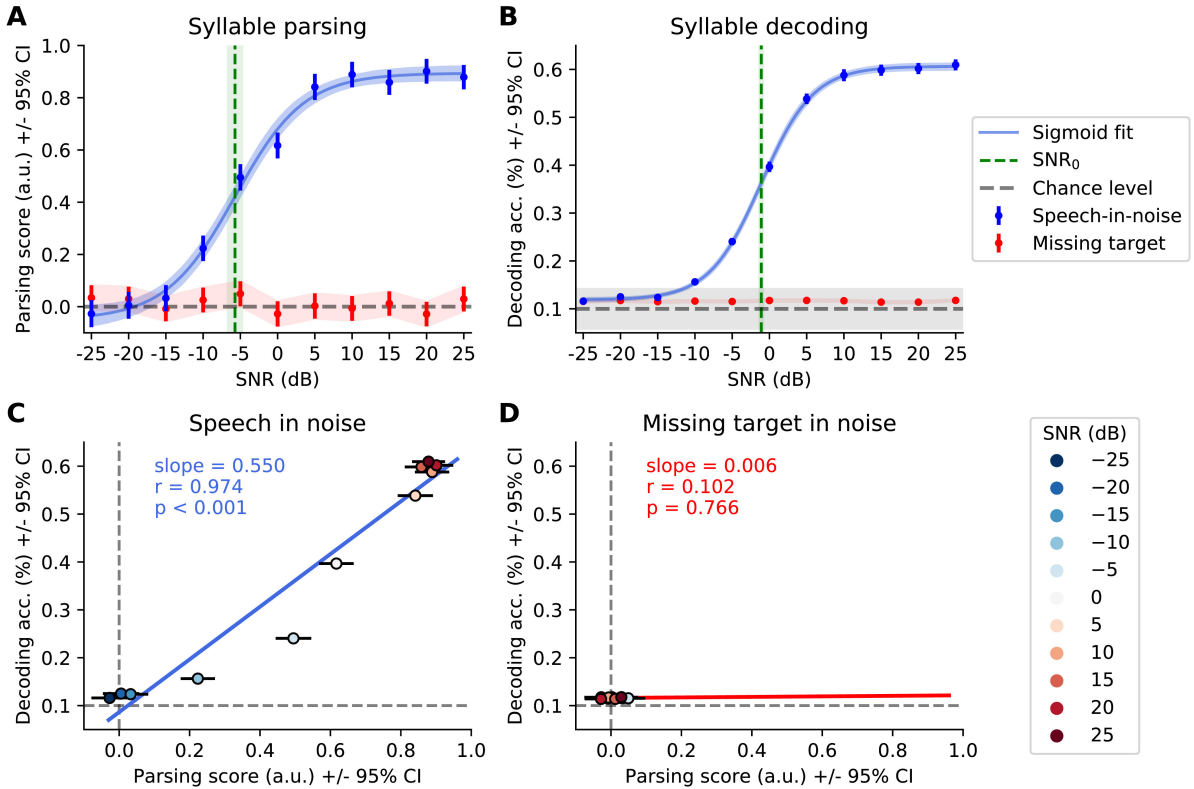 A
Syllable parsing
Parsing score (a.u.) +/- 95% CI
1.0
0.8
0.6
0.4
0.2
0.0
-25 -20 -15 -10 -5 0 5 10 15 20 25
SNR (dB)
B
Syllable decoding
Decoding acc. (%) +/- 95% CI
0.6
0.5
0.4
0.3
0.2
0.1
-25 -20 -15 -10 -5 0 5 10 15 20 25
SNR (dB)
Sigmoid fit
SNR₀
Chance level
Speech-in-noise
Missing target
C
Speech in noise
slope = 0.550
r = 0.974
p < 0.001
Decoding acc. (%) +/- 95% CI
0.6
0.5
0.4
0.3
0.2
0.1
0.0 0.2 0.4 0.6 0.8 1.0
Parsing score (a.u.) +/- 95% CI
D
Missing target in noise
slope = 0.006
r = 0.102
p = 0.766
Decoding acc. (%) +/- 95% CI
0.6
0.5
0.4
0.3
0.2
0.1
0.0 0.2 0.4 0.6 0.8 1.0
Parsing score (a.u.) +/- 95% CI
SNR (dB)
−25
−20
−15
−10
−5
0
5
10
15
20
25